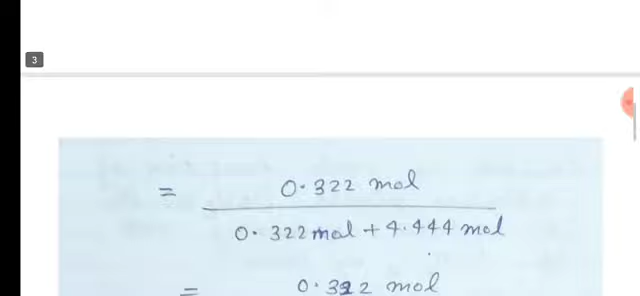 3
= 0.322 mol
0.322 mol + 4.444 mol
= 0.322 mol